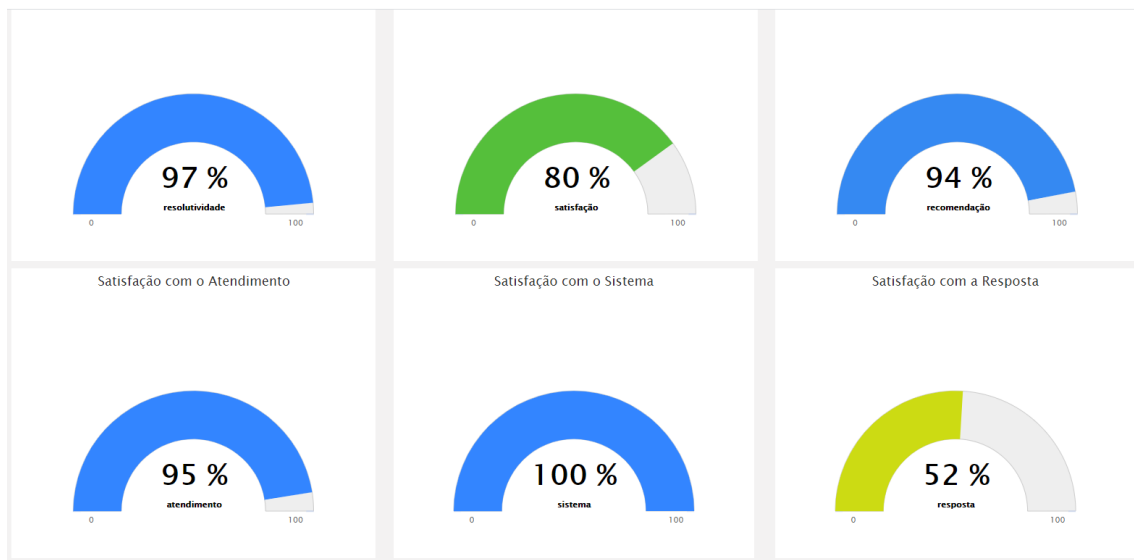 97 %
resolutividade
0
100
80 %
satisfação
0
100
94 %
recomendação
0
100
Satisfação com o Atendimento
95 %
atendimento
0
100
Satisfação com o Sistema
100 %
sistema
0
100
Satisfação com a Resposta
52 %
resposta
0
100